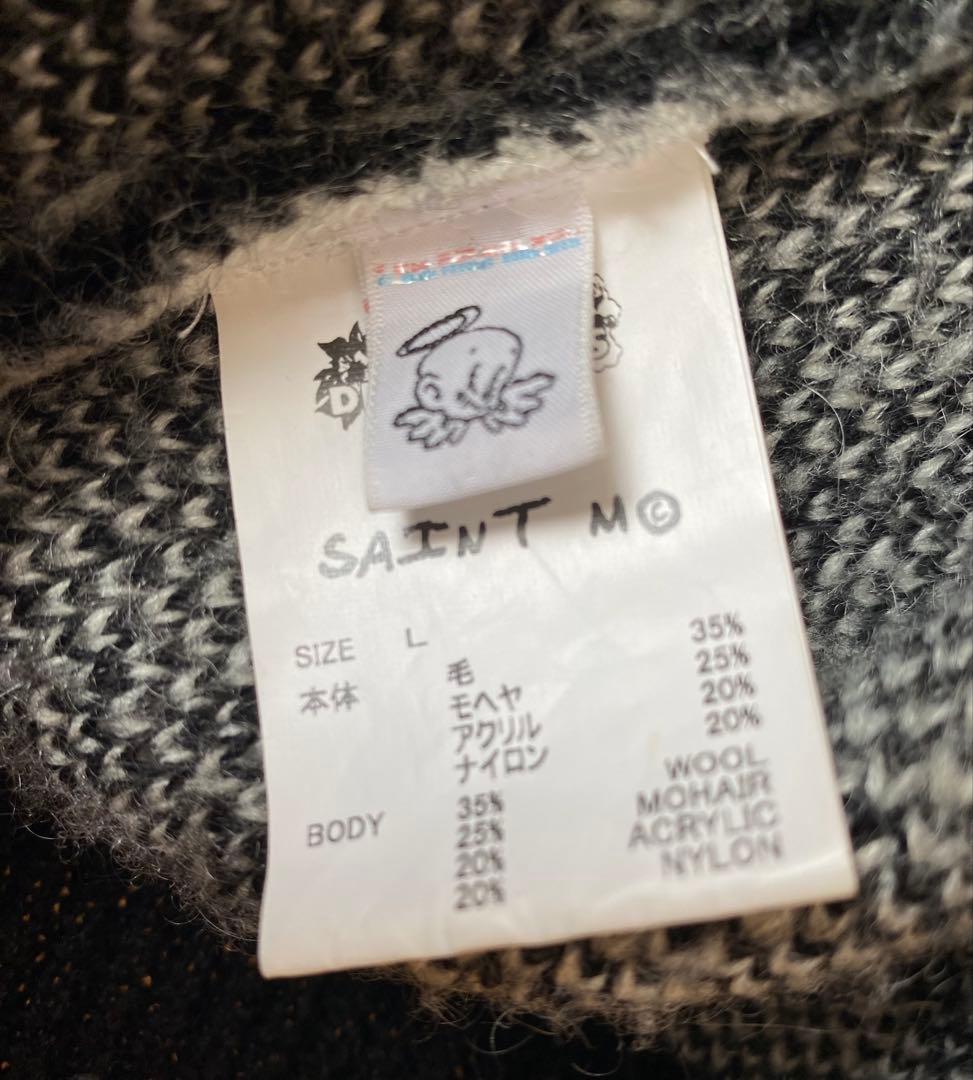 D
SAINT M©
SIZE L
本体 毛 35%
モヘヤ 25%
アクリル 20%
ナイロン 20%
BODY 35% WOOL
25% MOHAIR
20% ACRYLIC
20% NYLON